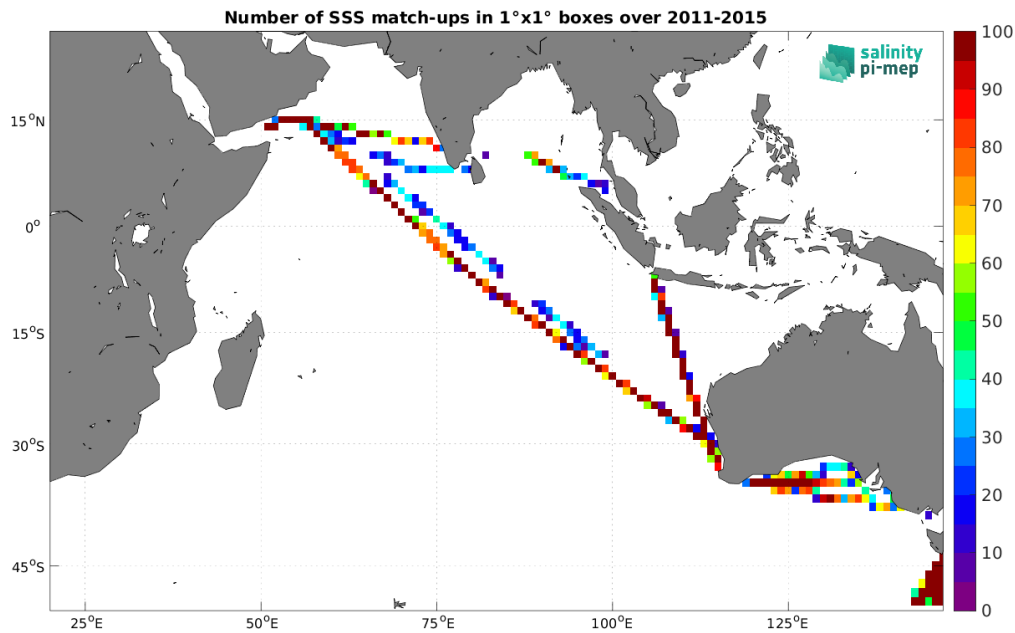 Number of SSS match-ups in 1°x1° boxes over 2011-2015
salinity
pi-mep
15°N
0°
15°S
30°S
45°S
25°E
50°E
75°E
100°E
125°E
100
90
80
70
60
50
40
30
20
10
0